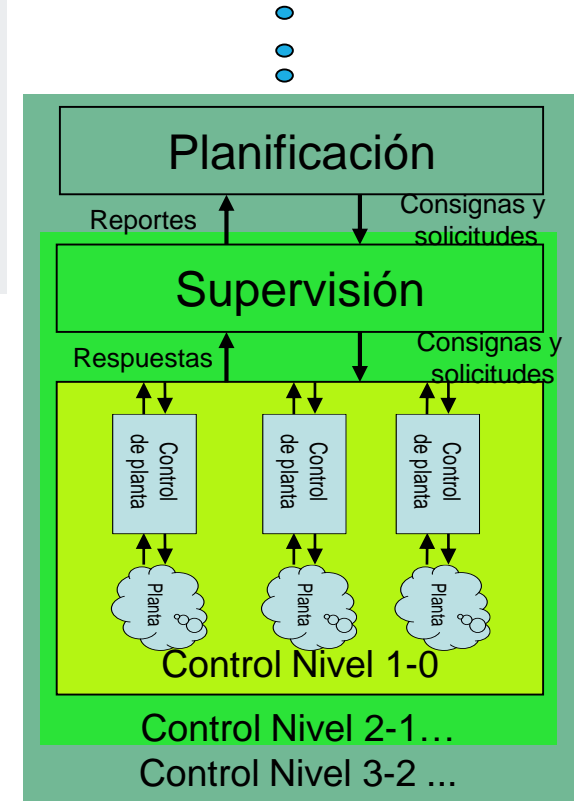 Planificación
Reportes
Consignas y
solicitudes
Supervisión
Respuestas
Consignas y
solicitudes
Control
de planta
Control
de planta
Control
de planta
Planta
Planta
Planta
Control Nivel 1-0
Control Nivel 2-1…
Control Nivel 3-2 ...